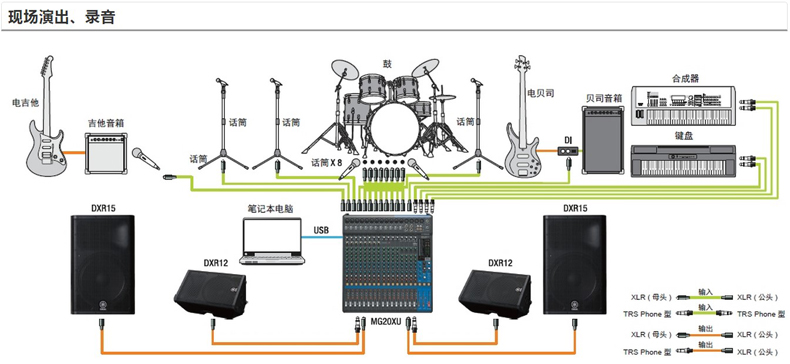 现场演出、录音
电吉他
吉他音箱
话筒
话筒
话筒
鼓
话筒 X 8
话筒
电贝司
DI
贝司音箱
合成器
键盘
DXR15
DXR12
笔记本电脑
USB
MG20XU
DXR12
DXR15
XLR ( 母头 ) 输入 XLR ( 公头 )
TRS Phone 型 输入 TRS Phone 型
XLR ( 母头 ) 输出 XLR ( 公头 )
TRS Phone 型 输出 XLR ( 公头 )